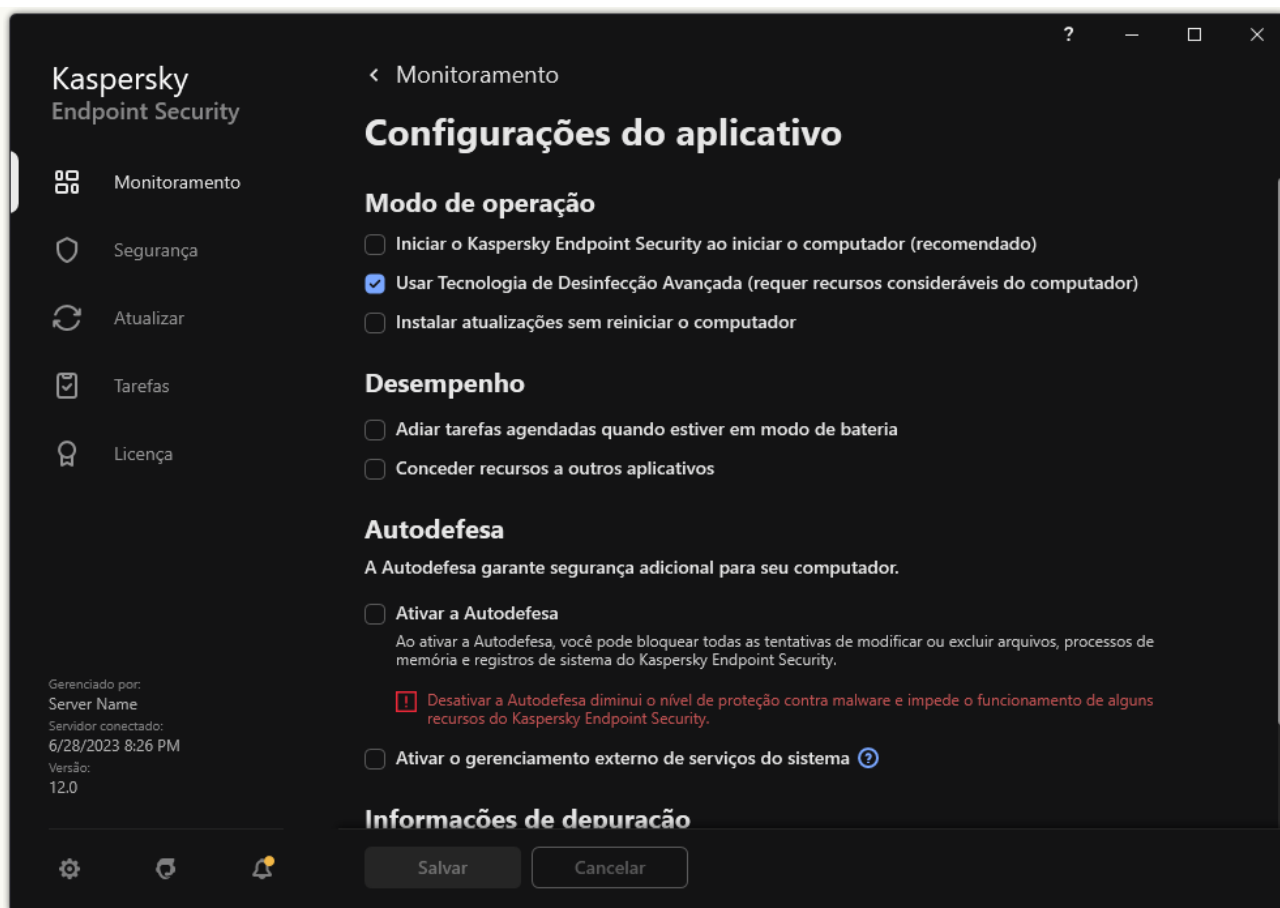 Kaspersky
Endpoint Security
Monitoramento
Segurança
Atualizar
Tarefas
Licença
Gerenciado por:
Server Name
Servidor conectado:
6/28/2023 8:26 PM
Versão:
12.0
?
Monitoramento
Configurações do aplicativo
Modo de operação
Iniciar o Kaspersky Endpoint Security ao iniciar o computador (recomendado)
Usar Tecnologia de Desinfecção Avançada (requer recursos consideráveis do computador)
Instalar atualizações sem reiniciar o computador
Desempenho
Adiar tarefas agendadas quando estiver em modo de bateria
Conceder recursos a outros aplicativos
Autodefesa
A Autodefesa garante segurança adicional para seu computador.
Ativar a Autodefesa
Ao ativar a Autodefesa, você pode bloquear todas as tentativas de modificar ou excluir arquivos, processos de
memória e registros de sistema do Kaspersky Endpoint Security.
! Desativar a Autodefesa diminui o nível de proteção contra malware e impede o funcionamento de alguns
recursos do Kaspersky Endpoint Security.
Ativar o gerenciamento externo de serviços do sistema ?
Informações de depuração
Salvar
Cancelar